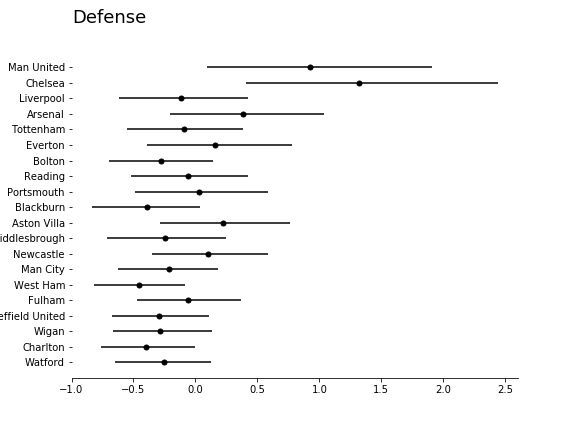 Defense
Man United
Chelsea
Liverpool
Arsenal
Tottenham
Everton
Bolton
Reading
Portsmouth
Blackburn
Aston Villa
iddlesbrough
Newcastle
Man City
West Ham
Fulham
effield United
Wigan
Charlton
Watford
−1.0 −0.5 0.0 0.5 1.0 1.5 2.0 2.5